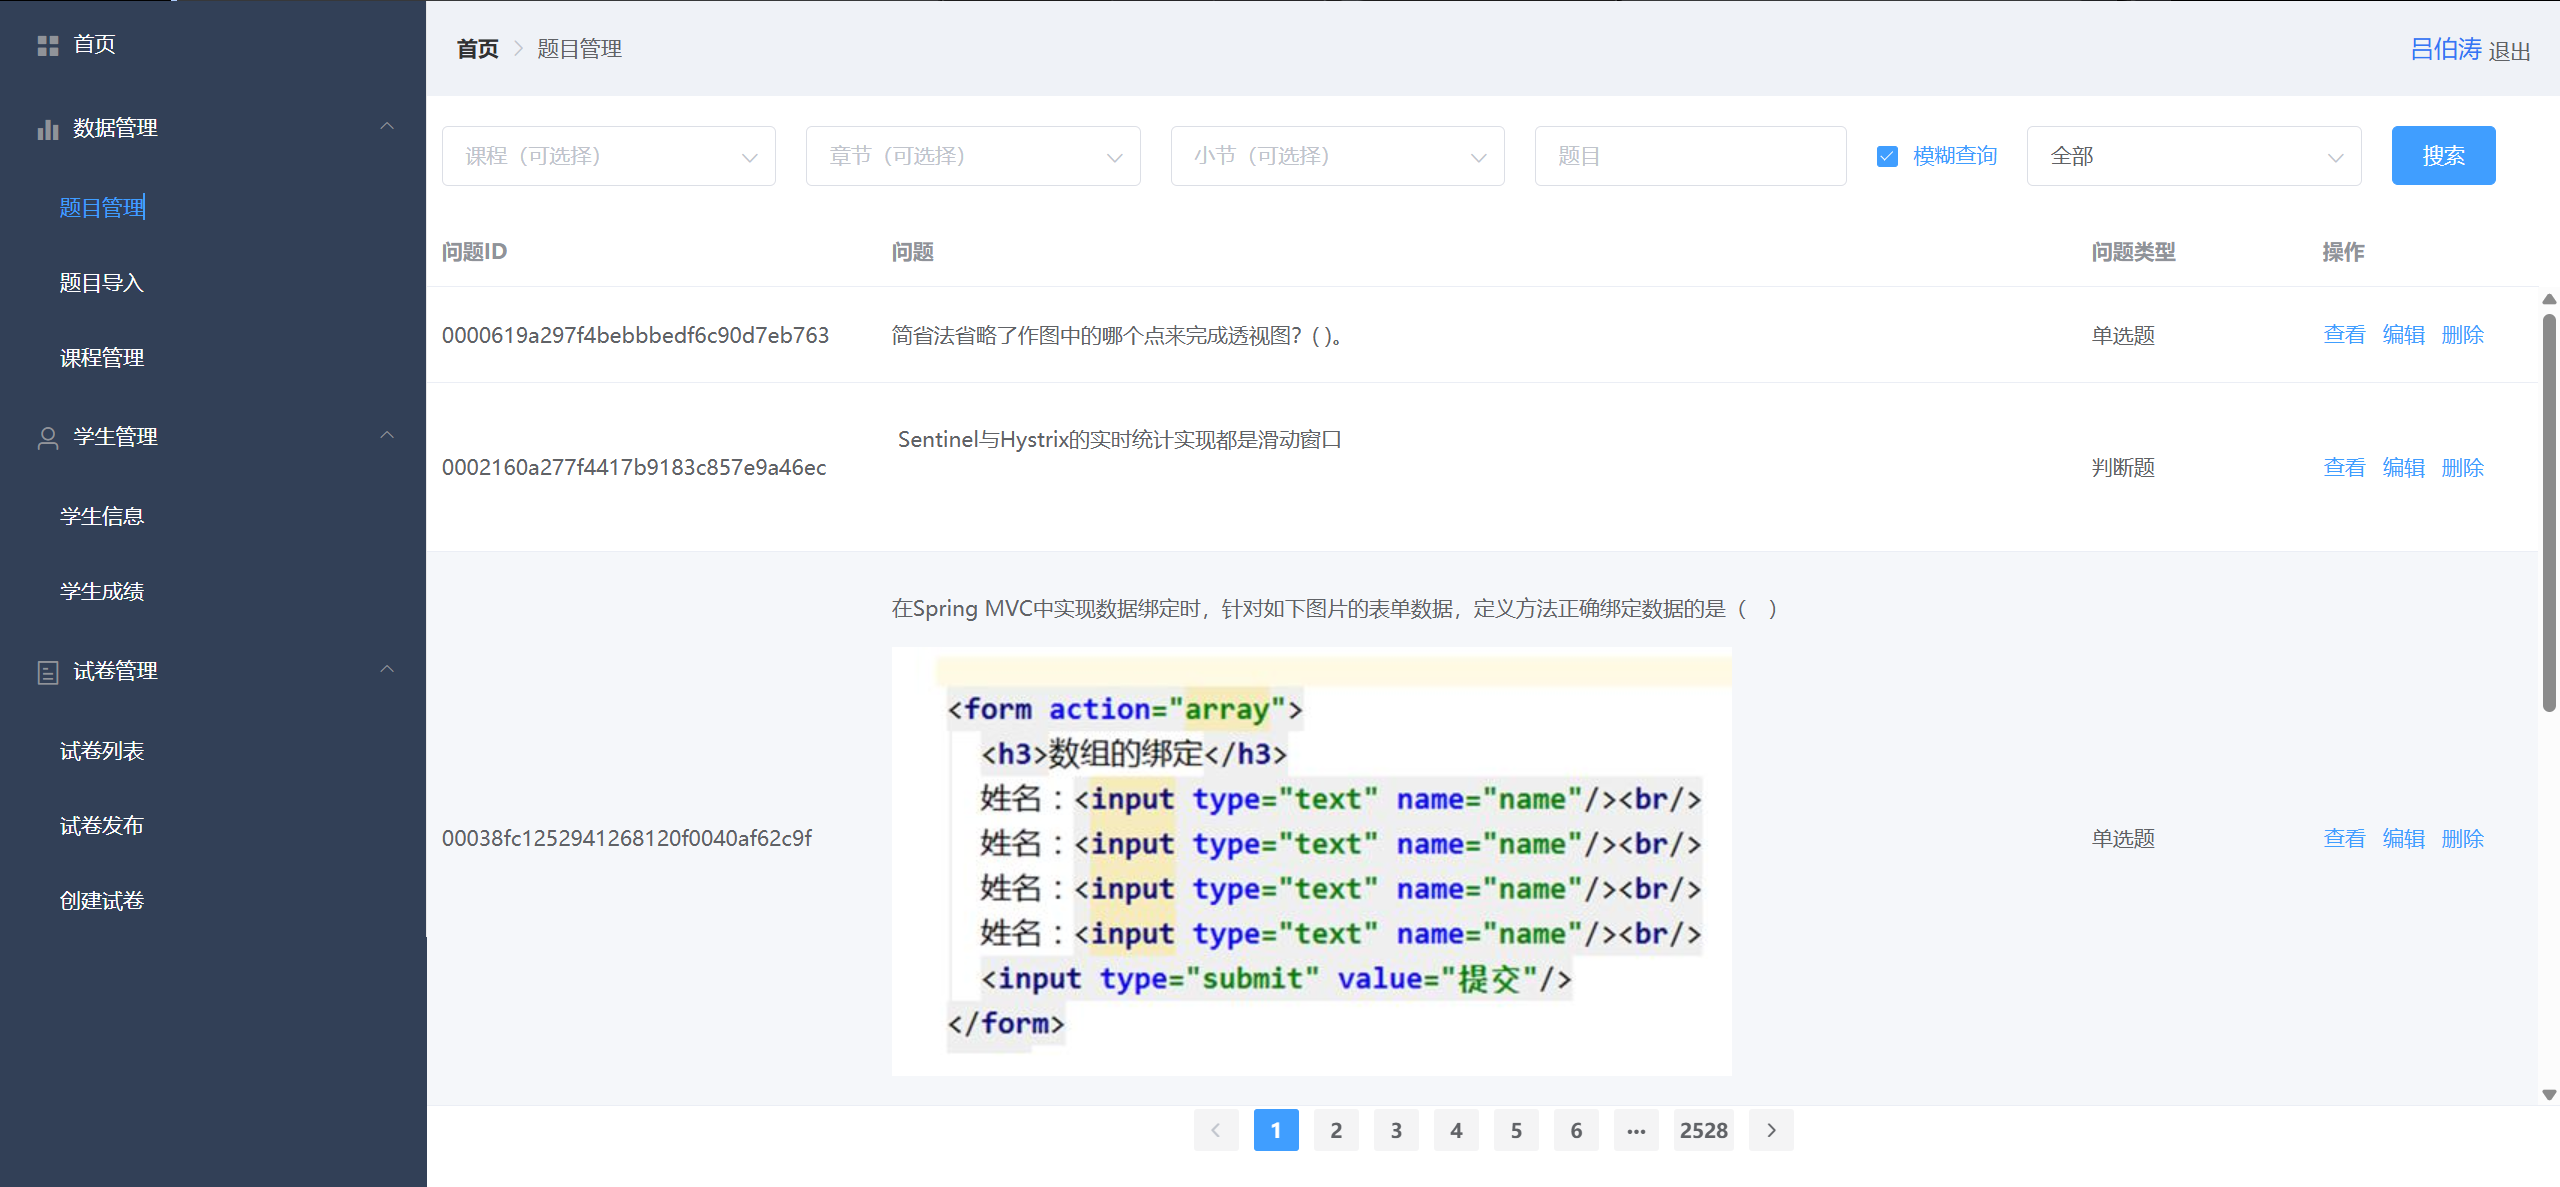 首页
数据管理
题目管理
题目导入
课程管理
学生管理
学生信息
学生成绩
试卷管理
试卷列表
试卷发布
创建试卷
首页 题目管理
吕伯涛 退出
课程（可选择） 章节（可选择） 小节（可选择） 题目 模糊查询 全部 搜索
问题ID 问题 问题类型 操作
0000619a297f4bebbbedf6c90d7eb763 简省法省略了作图中的哪个点来完成透视图？( )。 单选题 查看 编辑 删除
Sentinel与Hystrix的实时统计实现都是滑动窗口
0002160a277f4417b9183c857e9a46ec 判断题 查看 编辑 删除
在Spring MVC中实现数据绑定时，针对如下图片的表单数据，定义方法正确绑定数据的是（ ）
<form action="array">
<h3>数组的绑定</h3>
姓名：<input type="text" name="name"/><br/>
姓名：<input type="text" name="name"/><br/>
姓名：<input type="text" name="name"/><br/>
姓名：<input type="text" name="name"/><br/>
<input type="submit" value="提交"/>
</form>
00038fc1252941268120f0040af62c9f 单选题 查看 编辑 删除
1 2 3 4 5 6 ··· 2528